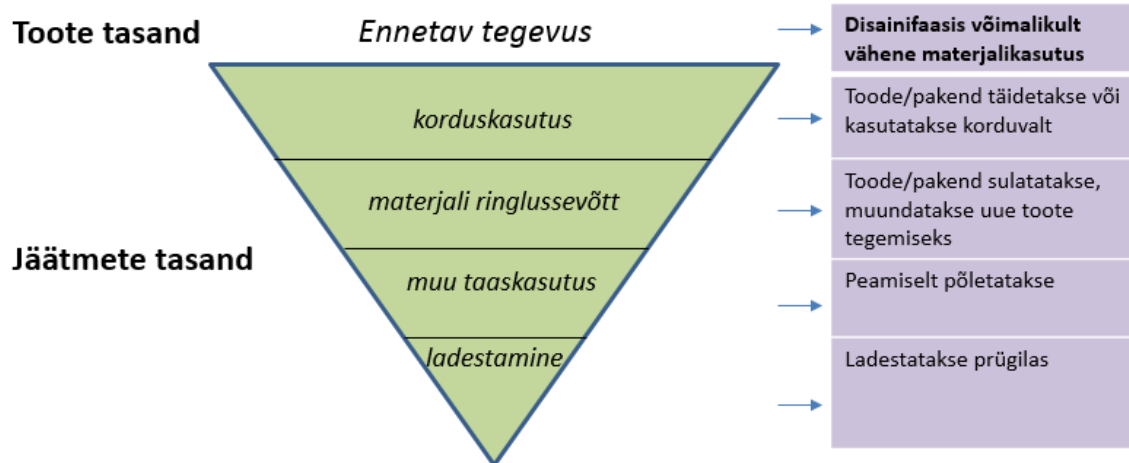 Toote tasand
Ennetav tegevus
Disainifaasis võimalikult
vähene materjalikasutus
korduskasutus
Toode/pakend täidetakse või
kasutatakse korduvalt
materjali ringlussevõtt
Toode/pakend sulatatakse,
muundatakse uue toote
tegemiseks
Jäätmete tasand
muu taaskasutus
Peamiselt põletatakse
ladestamine
Ladestatakse prügilas